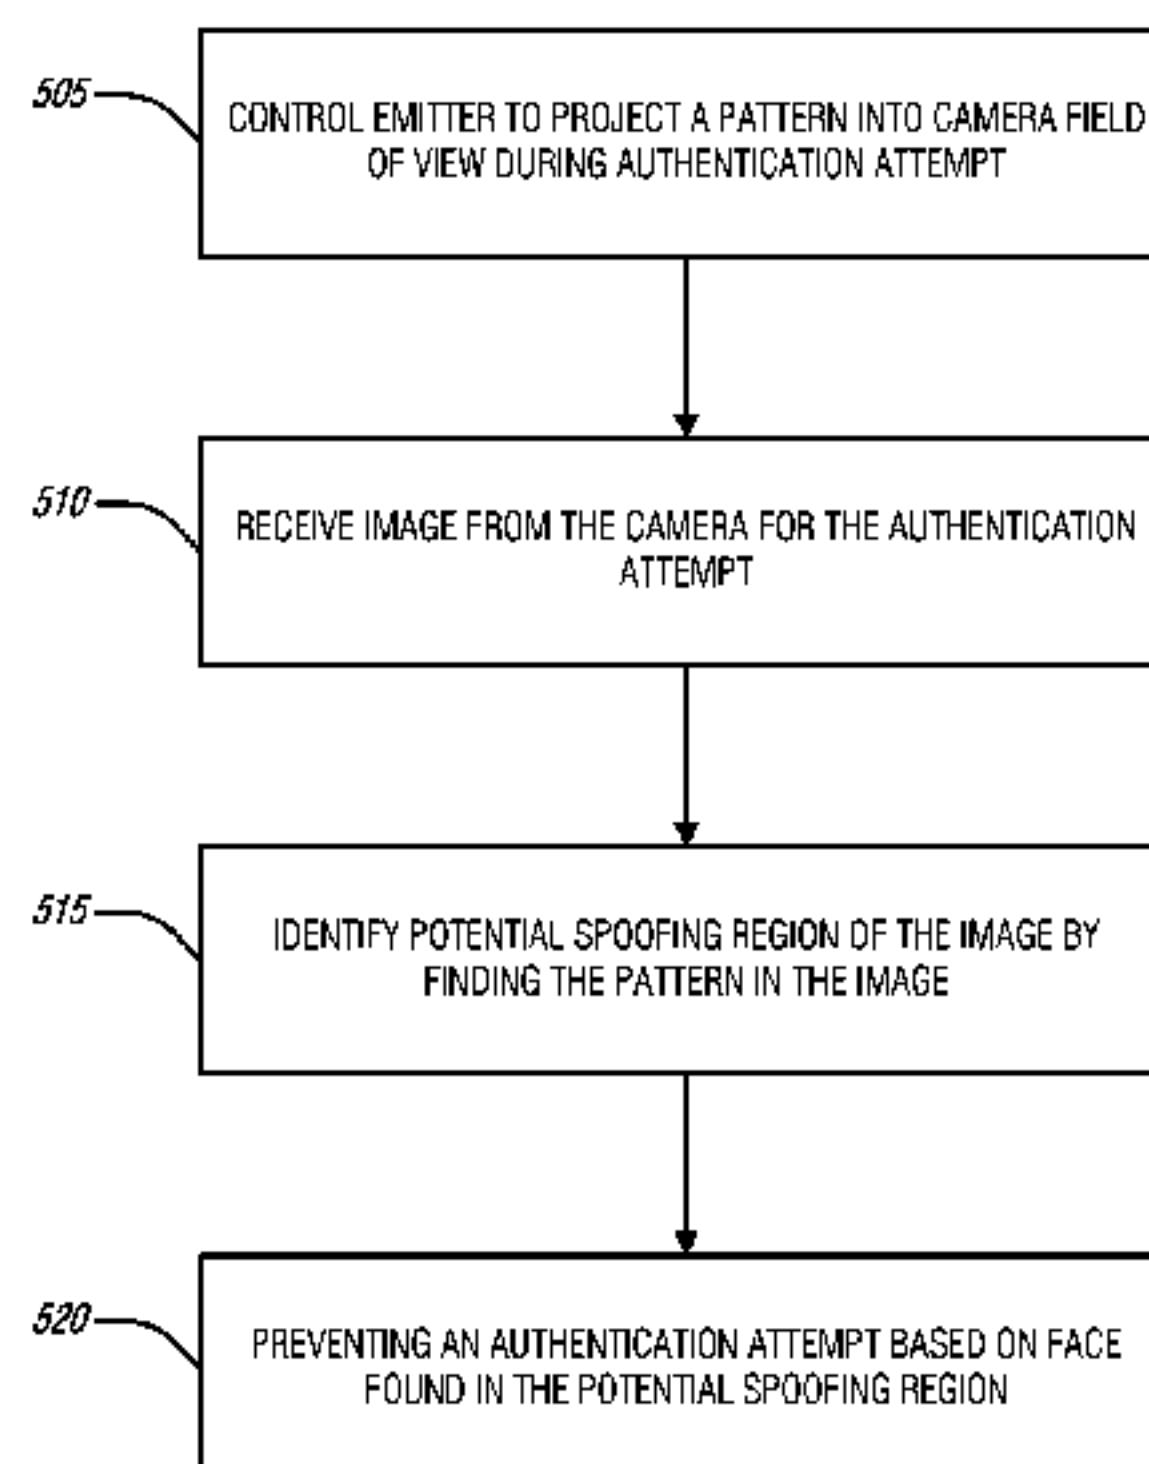 505
CONTROL EMITTER TO PROJECT A PATTERN INTO CAMERA FIELD
OF VIEW DURING AUTHENTICATION ATTEMPT
510
RECEIVE IMAGE FROM THE CAMERA FOR THE AUTHENTICATION
ATTEMPT
515
IDENTIFY POTENTIAL SPOOFING REGION OF THE IMAGE BY
FINDING THE PATTERN IN THE IMAGE
520
PREVENTING AN AUTHENTICATION ATTEMPT BASED ON FACE
FOUND IN THE POTENTIAL SPOOFING REGION